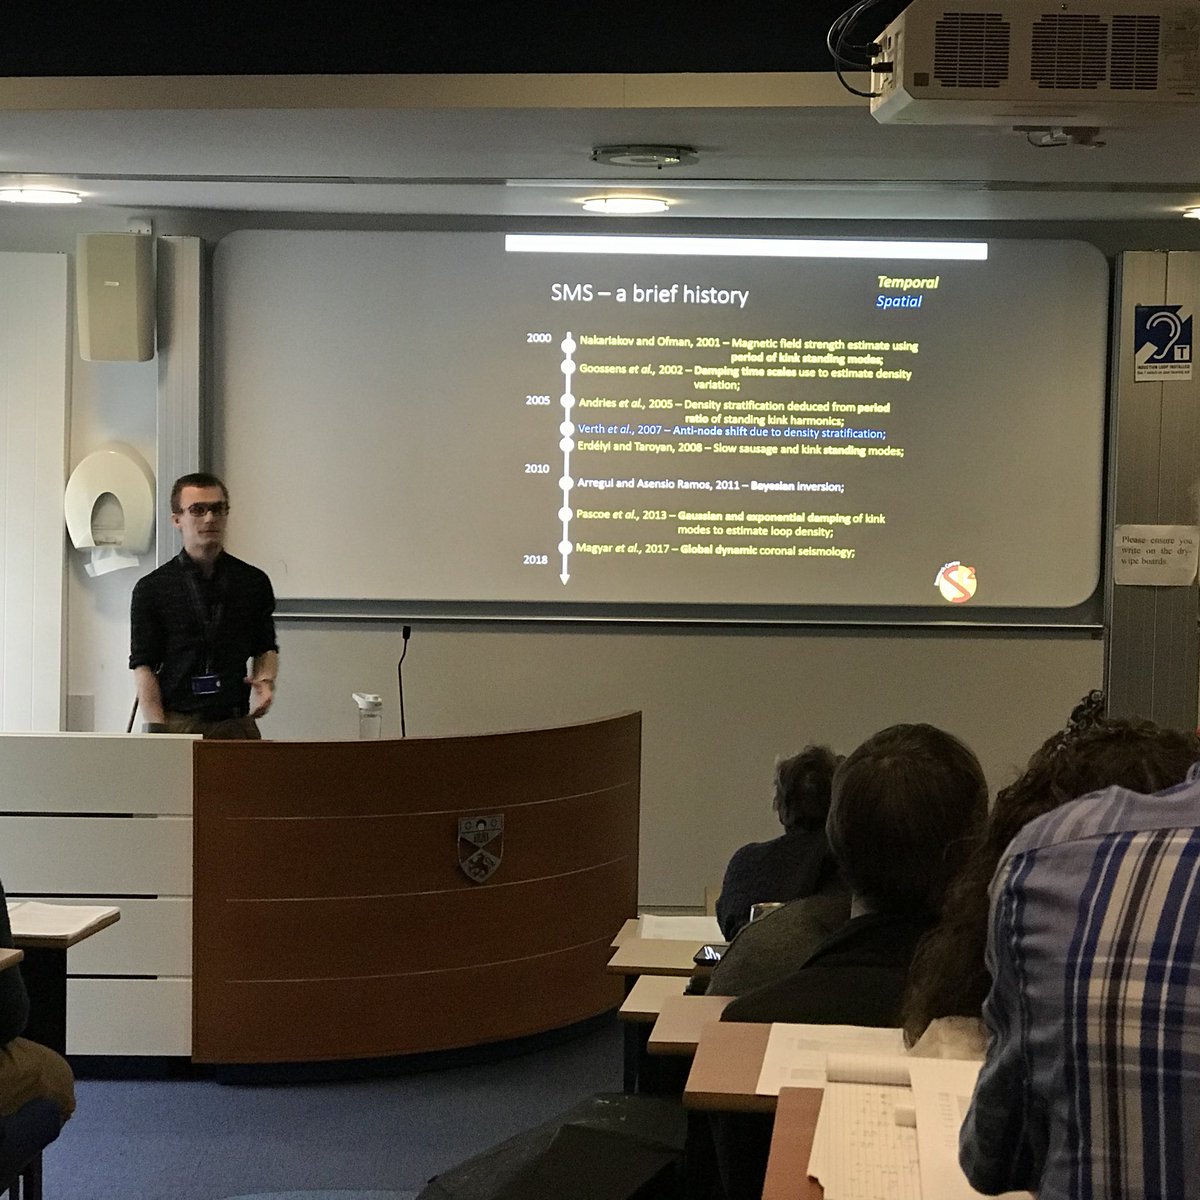 SMS – a brief history
Temporal
Spatial
2000
Nakariakov and Ofman, 2001 – Magnetic field strength estimate using
period of kink standing modes;
Goossens et al., 2002 – Damping time scales use to estimate density
variation;
2005
Andries et al., 2005 – Density stratification deduced from period
ratio of standing kink harmonics;
Verth et al., 2007 – Anti-node shift due to density stratification;
Erdélyi and Taroyan, 2008 – Slow sausage and kink standing modes;
2010
Arregui and Asensio Ramos, 2011 – Bayesian inversion;
Pascoe et al., 2013 – Gaussian and exponential damping of kink
modes to estimate loop density;
Magyar et al., 2017 – Global dynamic coronal seismology;
2018
T
Please ensure you
write on the dry-
wipe boards.